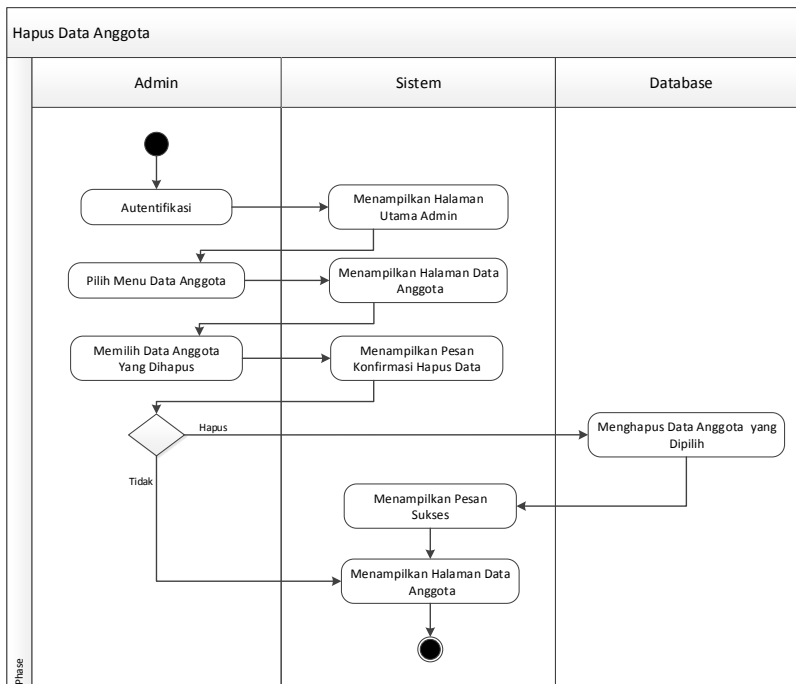 Hapus Data Anggota
Admin
Sistem
Database
Autentifikasi
Menampilkan Halaman
Utama Admin
Pilih Menu Data Anggota
Menampilkan Halaman Data
Anggota
Memilih Data Anggota
Yang Dihapus
Menampilkan Pesan
Konfirmasi Hapus Data
Hapus
Menghapus Data Anggota yang
Dipilih
Tidak
Menampilkan Pesan
Sukses
Menampilkan Halaman Data
Anggota
Phase